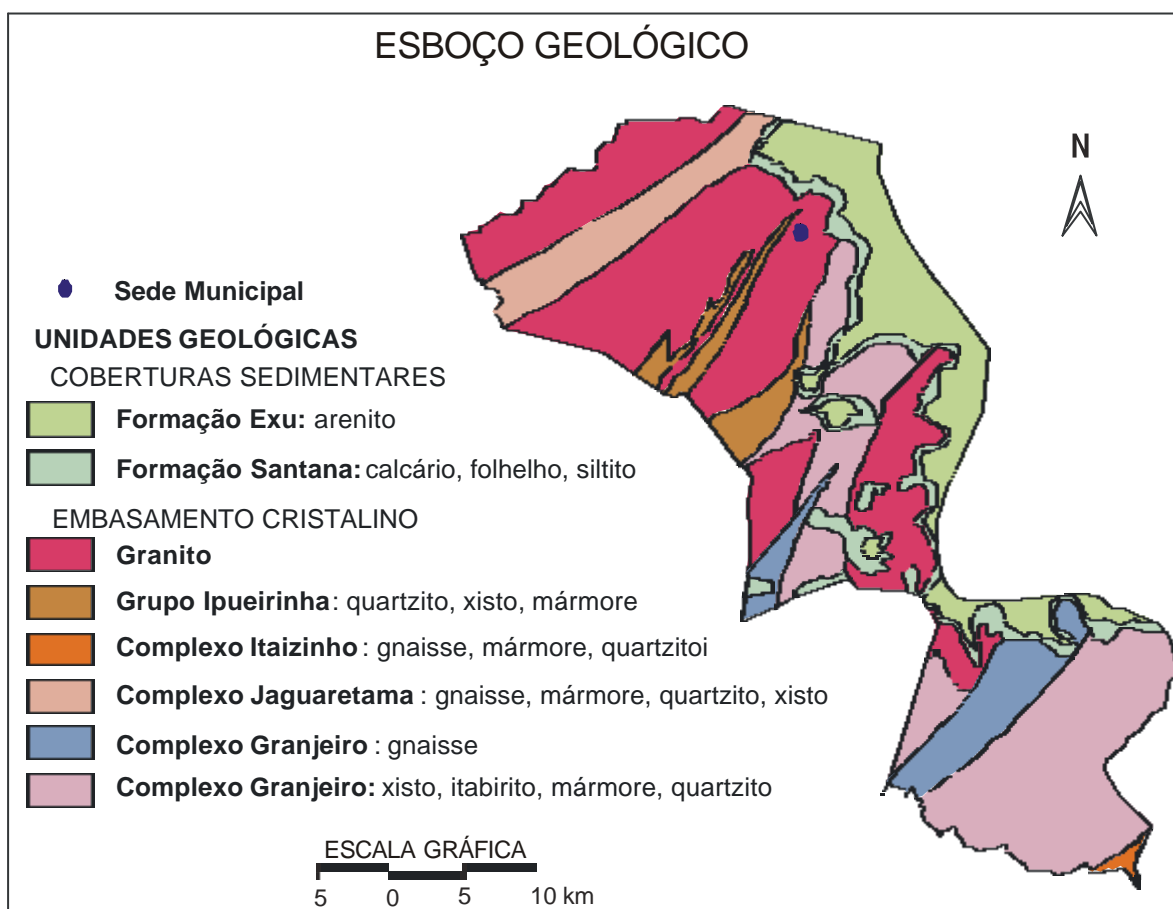 ESBOÇO GEOLÓGICO
N
Sede Municipal
UNIDADES GEOLÓGICAS
COBERTURAS SEDIMENTARES
Formação Exu: arenito
Formação Santana: calcário, folhelho, siltito
EMBASAMENTO CRISTALINO
Granito
Grupo Ipueirinha: quartzito, xisto, mármore
Complexo Itaizinho : gnaisse, mármore, quartzitoi
Complexo Jaguaretama : gnaisse, mármore, quartzito, xisto
Complexo Granjeiro : gnaisse
Complexo Granjeiro: xisto, itabirito, mármore, quartzito
ESCALA GRÁFICA
5 0 5 10 km